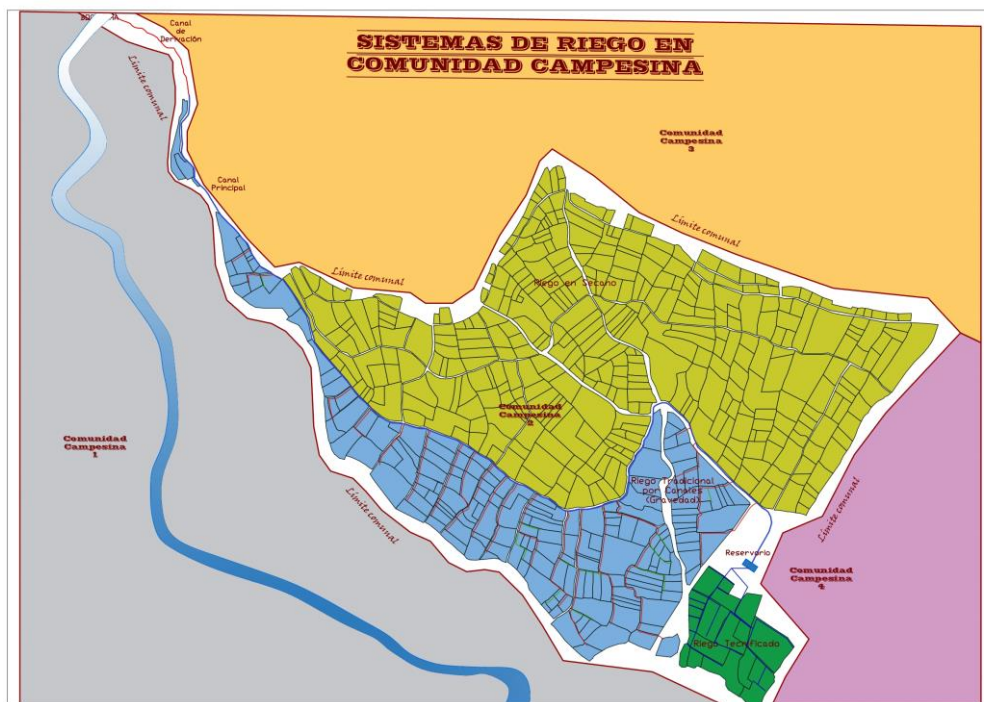 Canal
de
Derivación
SISTEMAS DE RIEGO EN
COMUNIDAD CAMPESINA
Límite comunal
Comunidad
Campesina
3
Canal
Principal
Límite comunal
Límite comunal
Riego en Secano
Comunidad
Campesina
2
Comunidad
Campesina
1
Riego Tradicional
por Canales
(Gravedad)
Límite comunal
Límite comunal
Reservorio
Comunidad
Campesina
4
Riego Tecnificado